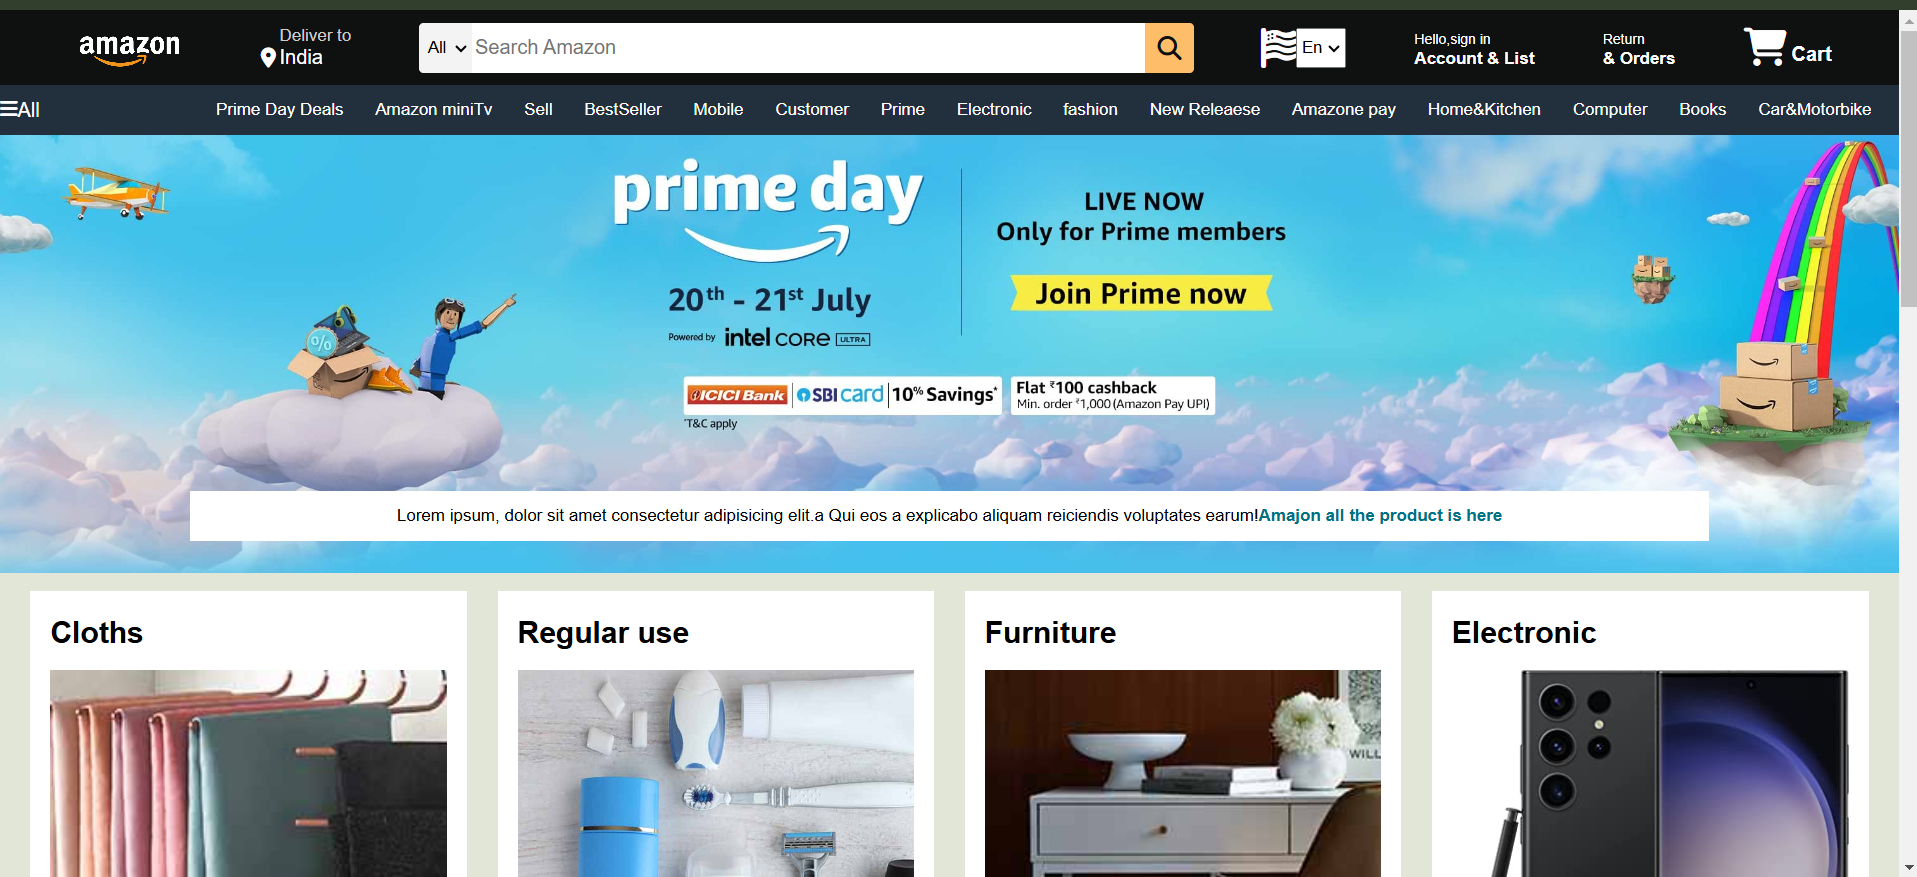 amazon
Deliver to
India
All
Search Amazon
En
Hello,sign in
Account & List
Return
& Orders
Cart
All
Prime Day Deals
Amazon miniTv
Sell
BestSeller
Mobile
Customer
Prime
Electronic
fashion
New Releaese
Amazone pay
Home&Kitchen
Computer
Books
Car&Motorbike
prime day
20th - 21st July
Powered by intel CORE ULTRA
LIVE NOW
Only for Prime members
Join Prime now
ICICI Bank SBI card 10% Savings*
Flat ₹100 cashback
Min. order ₹1,000 (Amazon Pay UPI)
*T&C apply
%
Lorem ipsum, dolor sit amet consectetur adipisicing elit.a Qui eos a explicabo aliquam reiciendis voluptates earum!Amajon all the product is here
Cloths
Regular use
Furniture
Electronic
WILL